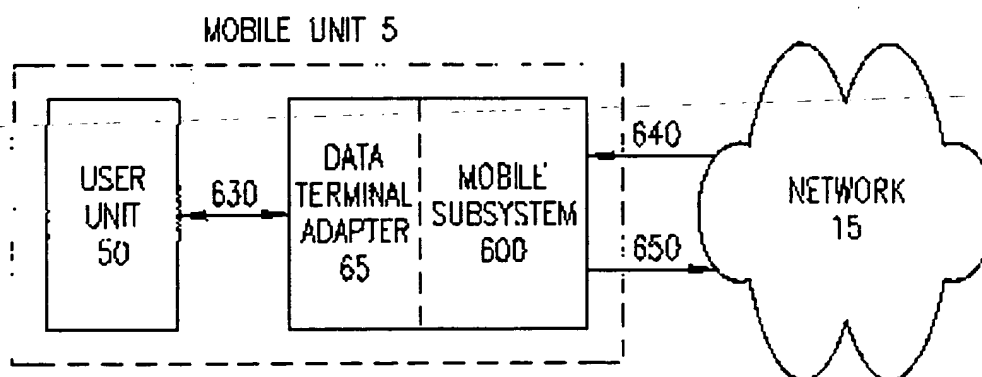 MOBILE UNIT 5
USER
UNIT
50
630
DATA
TERMINAL
ADAPTER
65
MOBILE
SUBSYSTEM
600
640
650
NETWORK
15